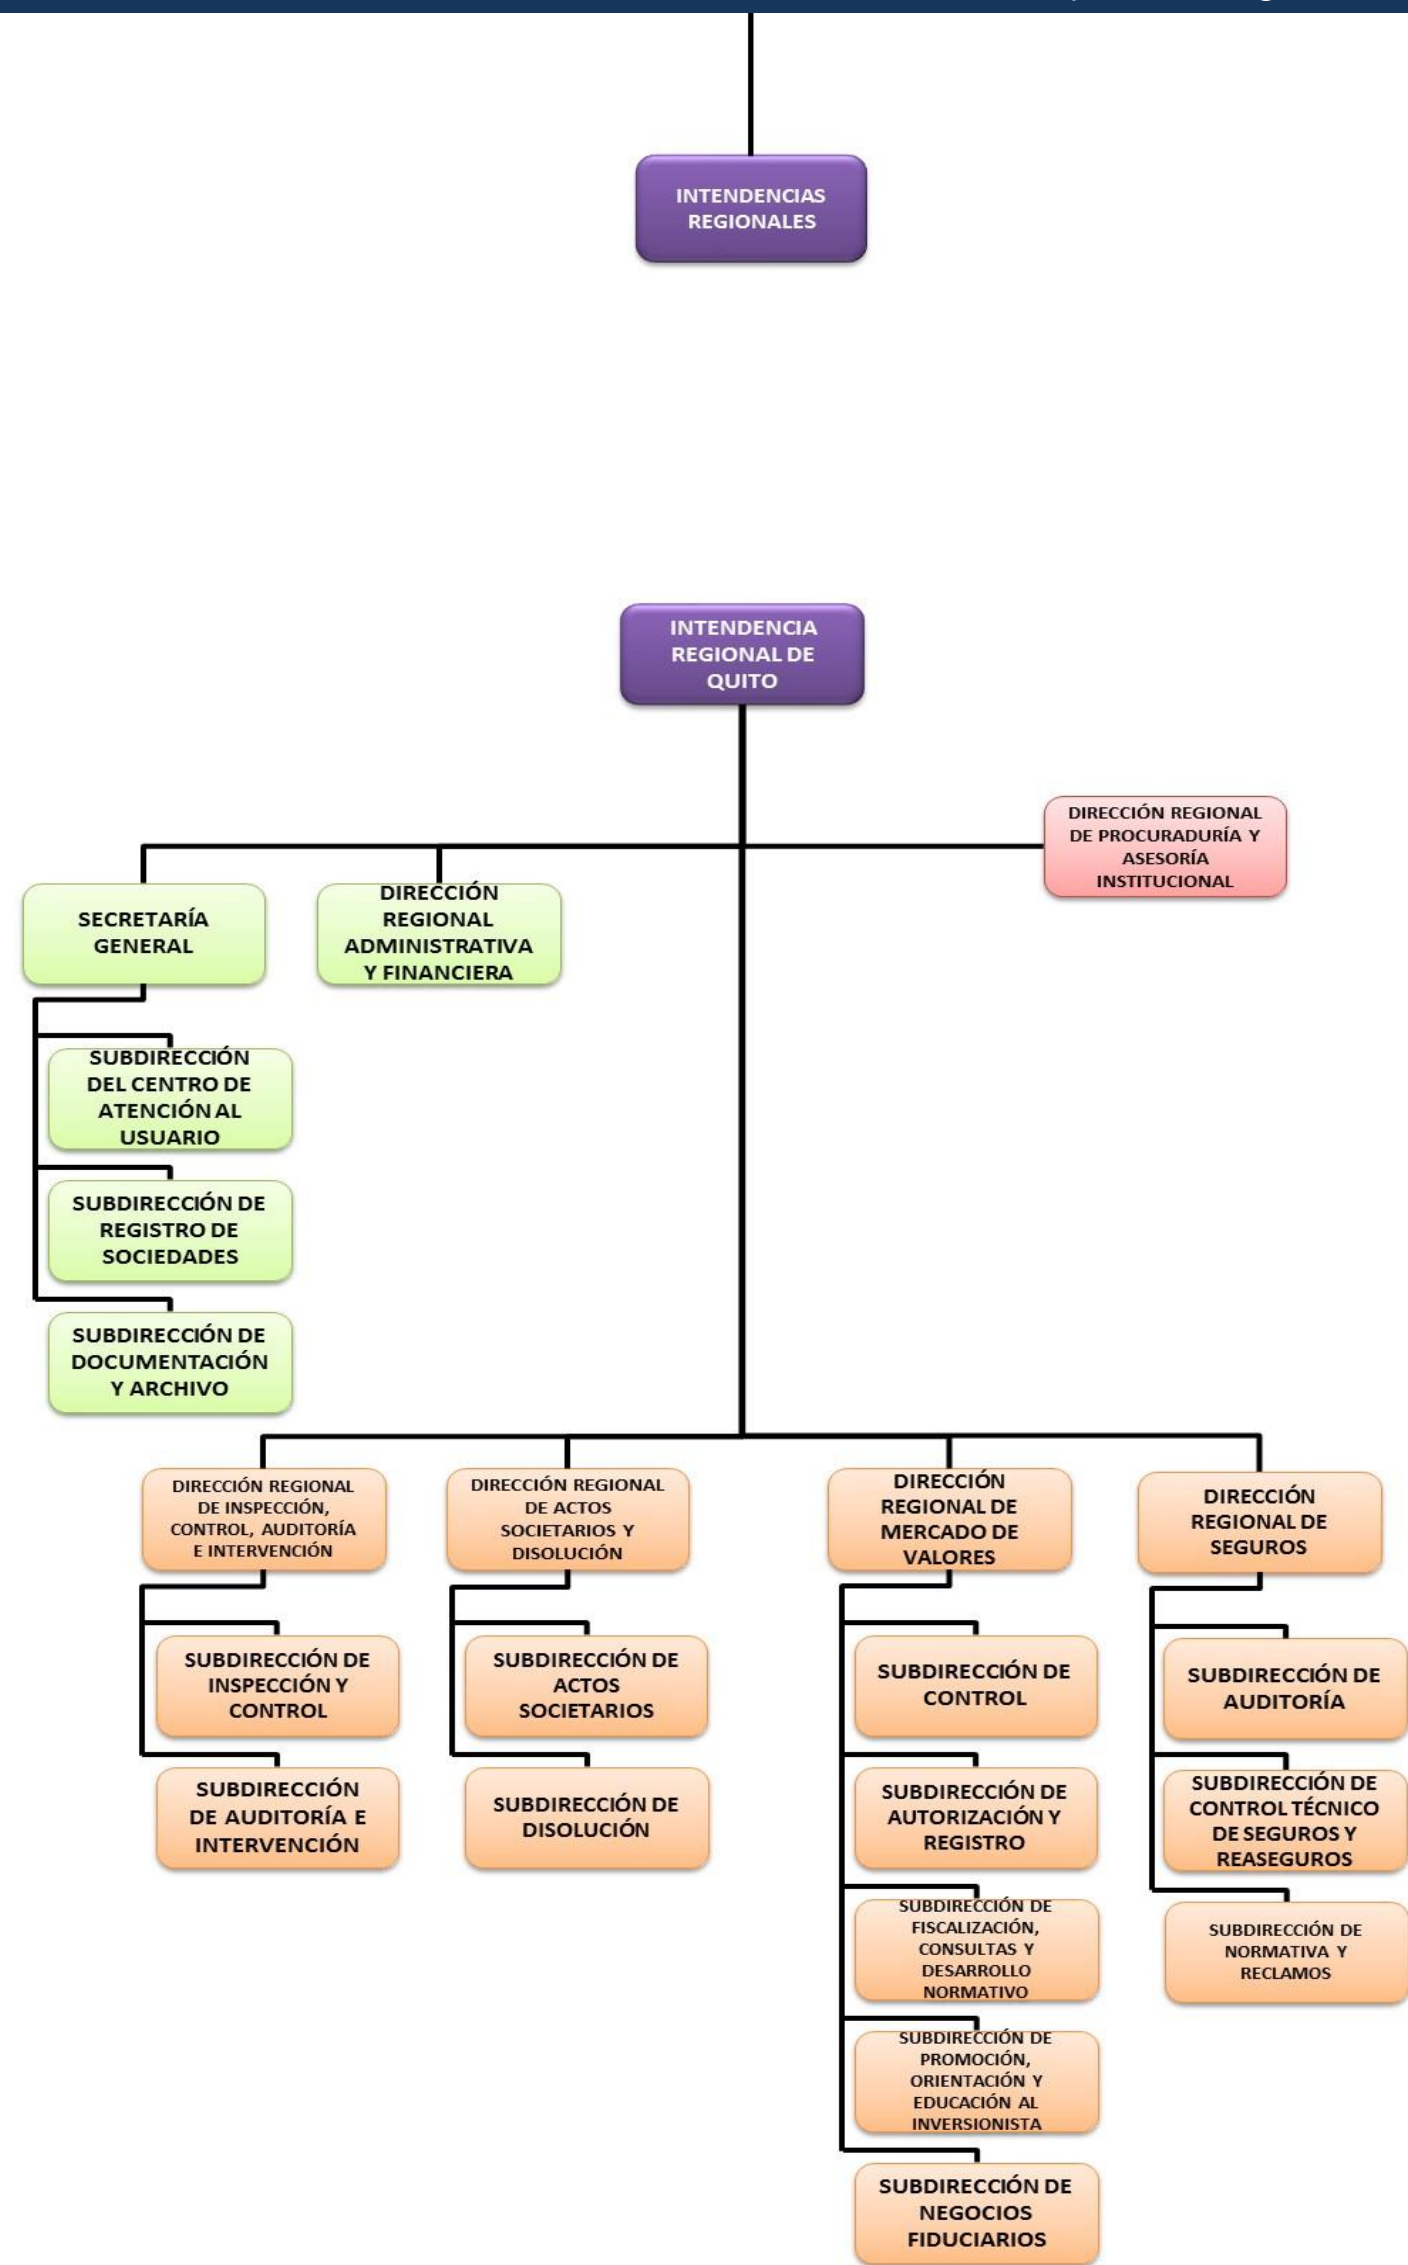 INTENDENCIAS
REGIONALES
INTENDENCIA
REGIONAL DE
QUITO
DIRECCIÓN REGIONAL
DE PROCURADURÍA Y
ASESORÍA
INSTITUCIONAL
SECRETARÍA
GENERAL
DIRECCIÓN
REGIONAL
ADMINISTRATIVA
Y FINANCIERA
SUBDIRECCIÓN
DEL CENTRO DE
ATENCIÓN AL
USUARIO
SUBDIRECCIÓN DE
REGISTRO DE
SOCIEDADES
SUBDIRECCIÓN DE
DOCUMENTACIÓN
Y ARCHIVO
DIRECCIÓN REGIONAL
DE INSPECCIÓN,
CONTROL, AUDITORÍA
E INTERVENCIÓN
SUBDIRECCIÓN DE
INSPECCIÓN Y
CONTROL
SUBDIRECCIÓN
DE AUDITORÍA E
INTERVENCIÓN
DIRECCIÓN REGIONAL
DE ACTOS
SOCIETARIOS Y
DISOLUCIÓN
SUBDIRECCIÓN DE
ACTOS
SOCIETARIOS
SUBDIRECCIÓN DE
DISOLUCIÓN
DIRECCIÓN
REGIONAL DE
MERCADO DE
VALORES
SUBDIRECCIÓN DE
CONTROL
SUBDIRECCIÓN DE
AUTORIZACIÓN Y
REGISTRO
SUBDIRECCIÓN DE
FISCALIZACIÓN,
CONSULTAS Y
DESARROLLO
NORMATIVO
SUBDIRECCIÓN DE
PROMOCIÓN,
ORIENTACIÓN Y
EDUCACIÓN AL
INVERSIONISTA
SUBDIRECCIÓN DE
NEGOCIOS
FIDUCIARIOS
DIRECCIÓN
REGIONAL DE
SEGUROS
SUBDIRECCIÓN DE
AUDITORÍA
SUBDIRECCIÓN DE
CONTROL TÉCNICO
DE SEGUROS Y
REASEGUROS
SUBDIRECCIÓN DE
NORMATIVA Y
RECLAMOS